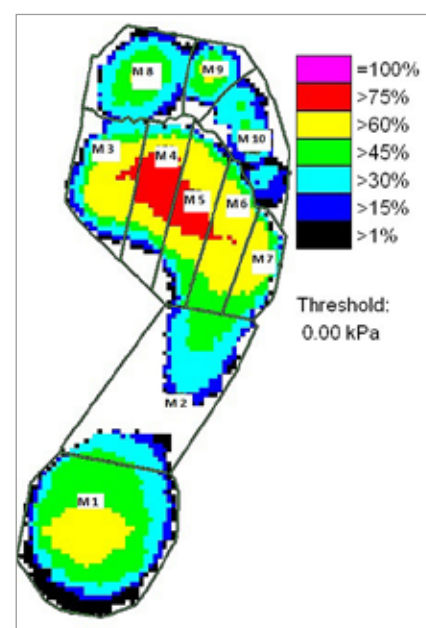 M 8
M 9
M 10
M 3
M 4
M 5
M 6
M 7
M 2
M 1
=100%
>75%
>60%
>45%
>30%
>15%
>1%
Threshold:
0.00 kPa